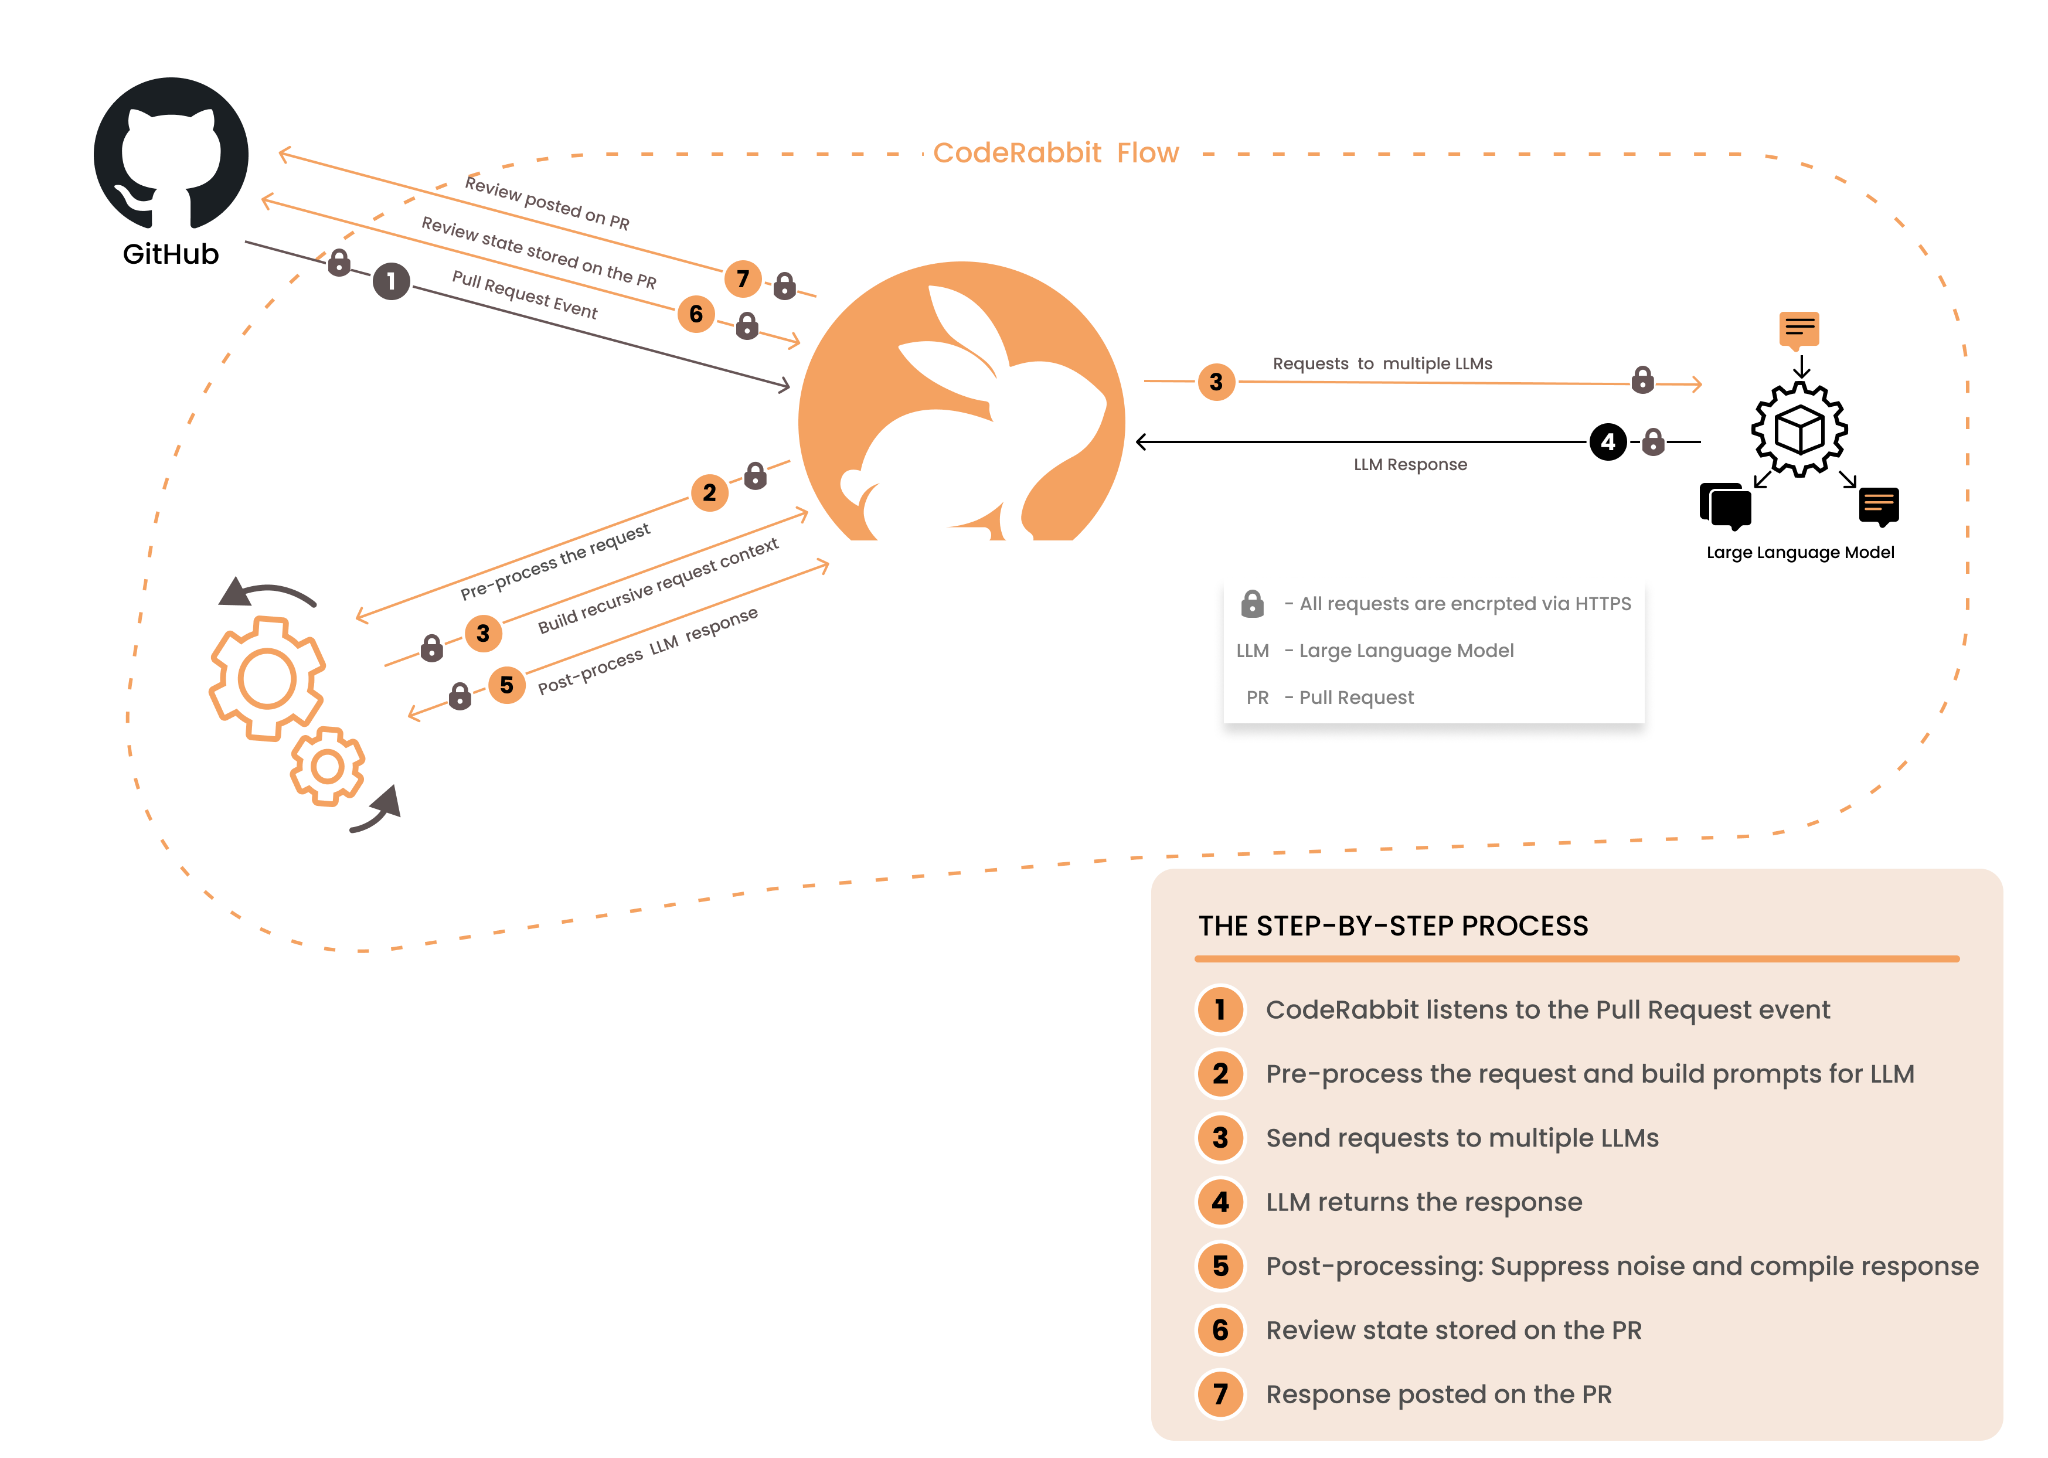 CodeRabbit Flow
GitHub
Review posted on PR
7
Review state stored on the PR
6
1
Pull Request Event
3
Requests to multiple LLMs
4
LLM Response
Large Language Model
2
Pre-process the request
3
Build recursive request context
5
Post-process LLM response
- All requests are encrpted via HTTPS
LLM - Large Language Model
PR - Pull Request
THE STEP-BY-STEP PROCESS
1 CodeRabbit listens to the Pull Request event
2 Pre-process the request and build prompts for LLM
3 Send requests to multiple LLMs
4 LLM returns the response
5 Post-processing: Suppress noise and compile response
6 Review state stored on the PR
7 Response posted on the PR